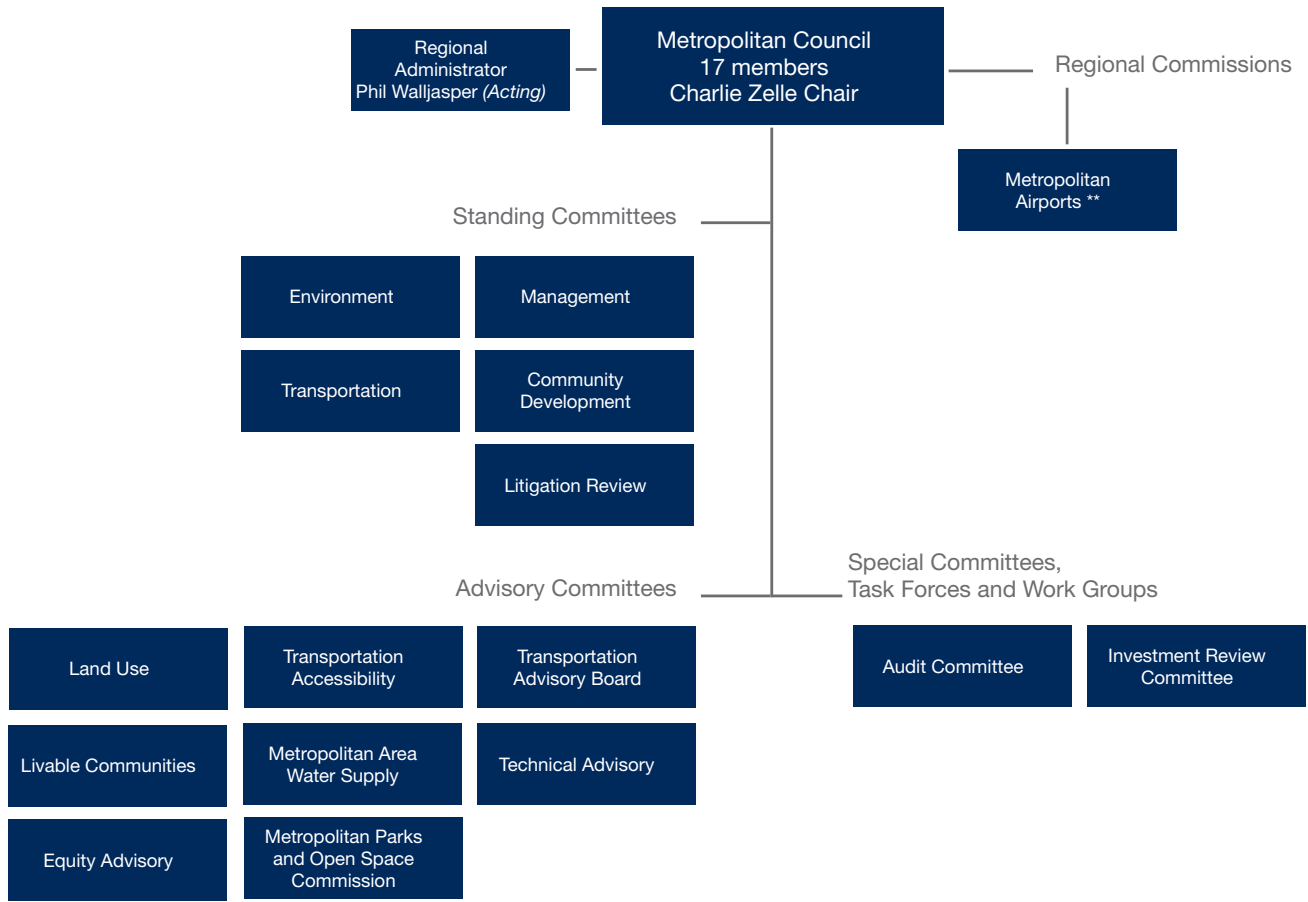 Regional
Administrator
Phil Walljasper (Acting)
Metropolitan Council
17 members
Charlie Zelle Chair
Regional Commissions
Metropolitan
Airports **
Standing Committees
Environment
Management
Transportation
Community
Development
Litigation Review
Advisory Committees
Special Committees,
Task Forces and Work Groups
Land Use
Transportation
Accessibility
Transportation
Advisory Board
Audit Committee
Investment Review
Committee
Livable Communities
Metropolitan Area
Water Supply
Technical Advisory
Equity Advisory
Metropolitan Parks
and Open Space
Commission